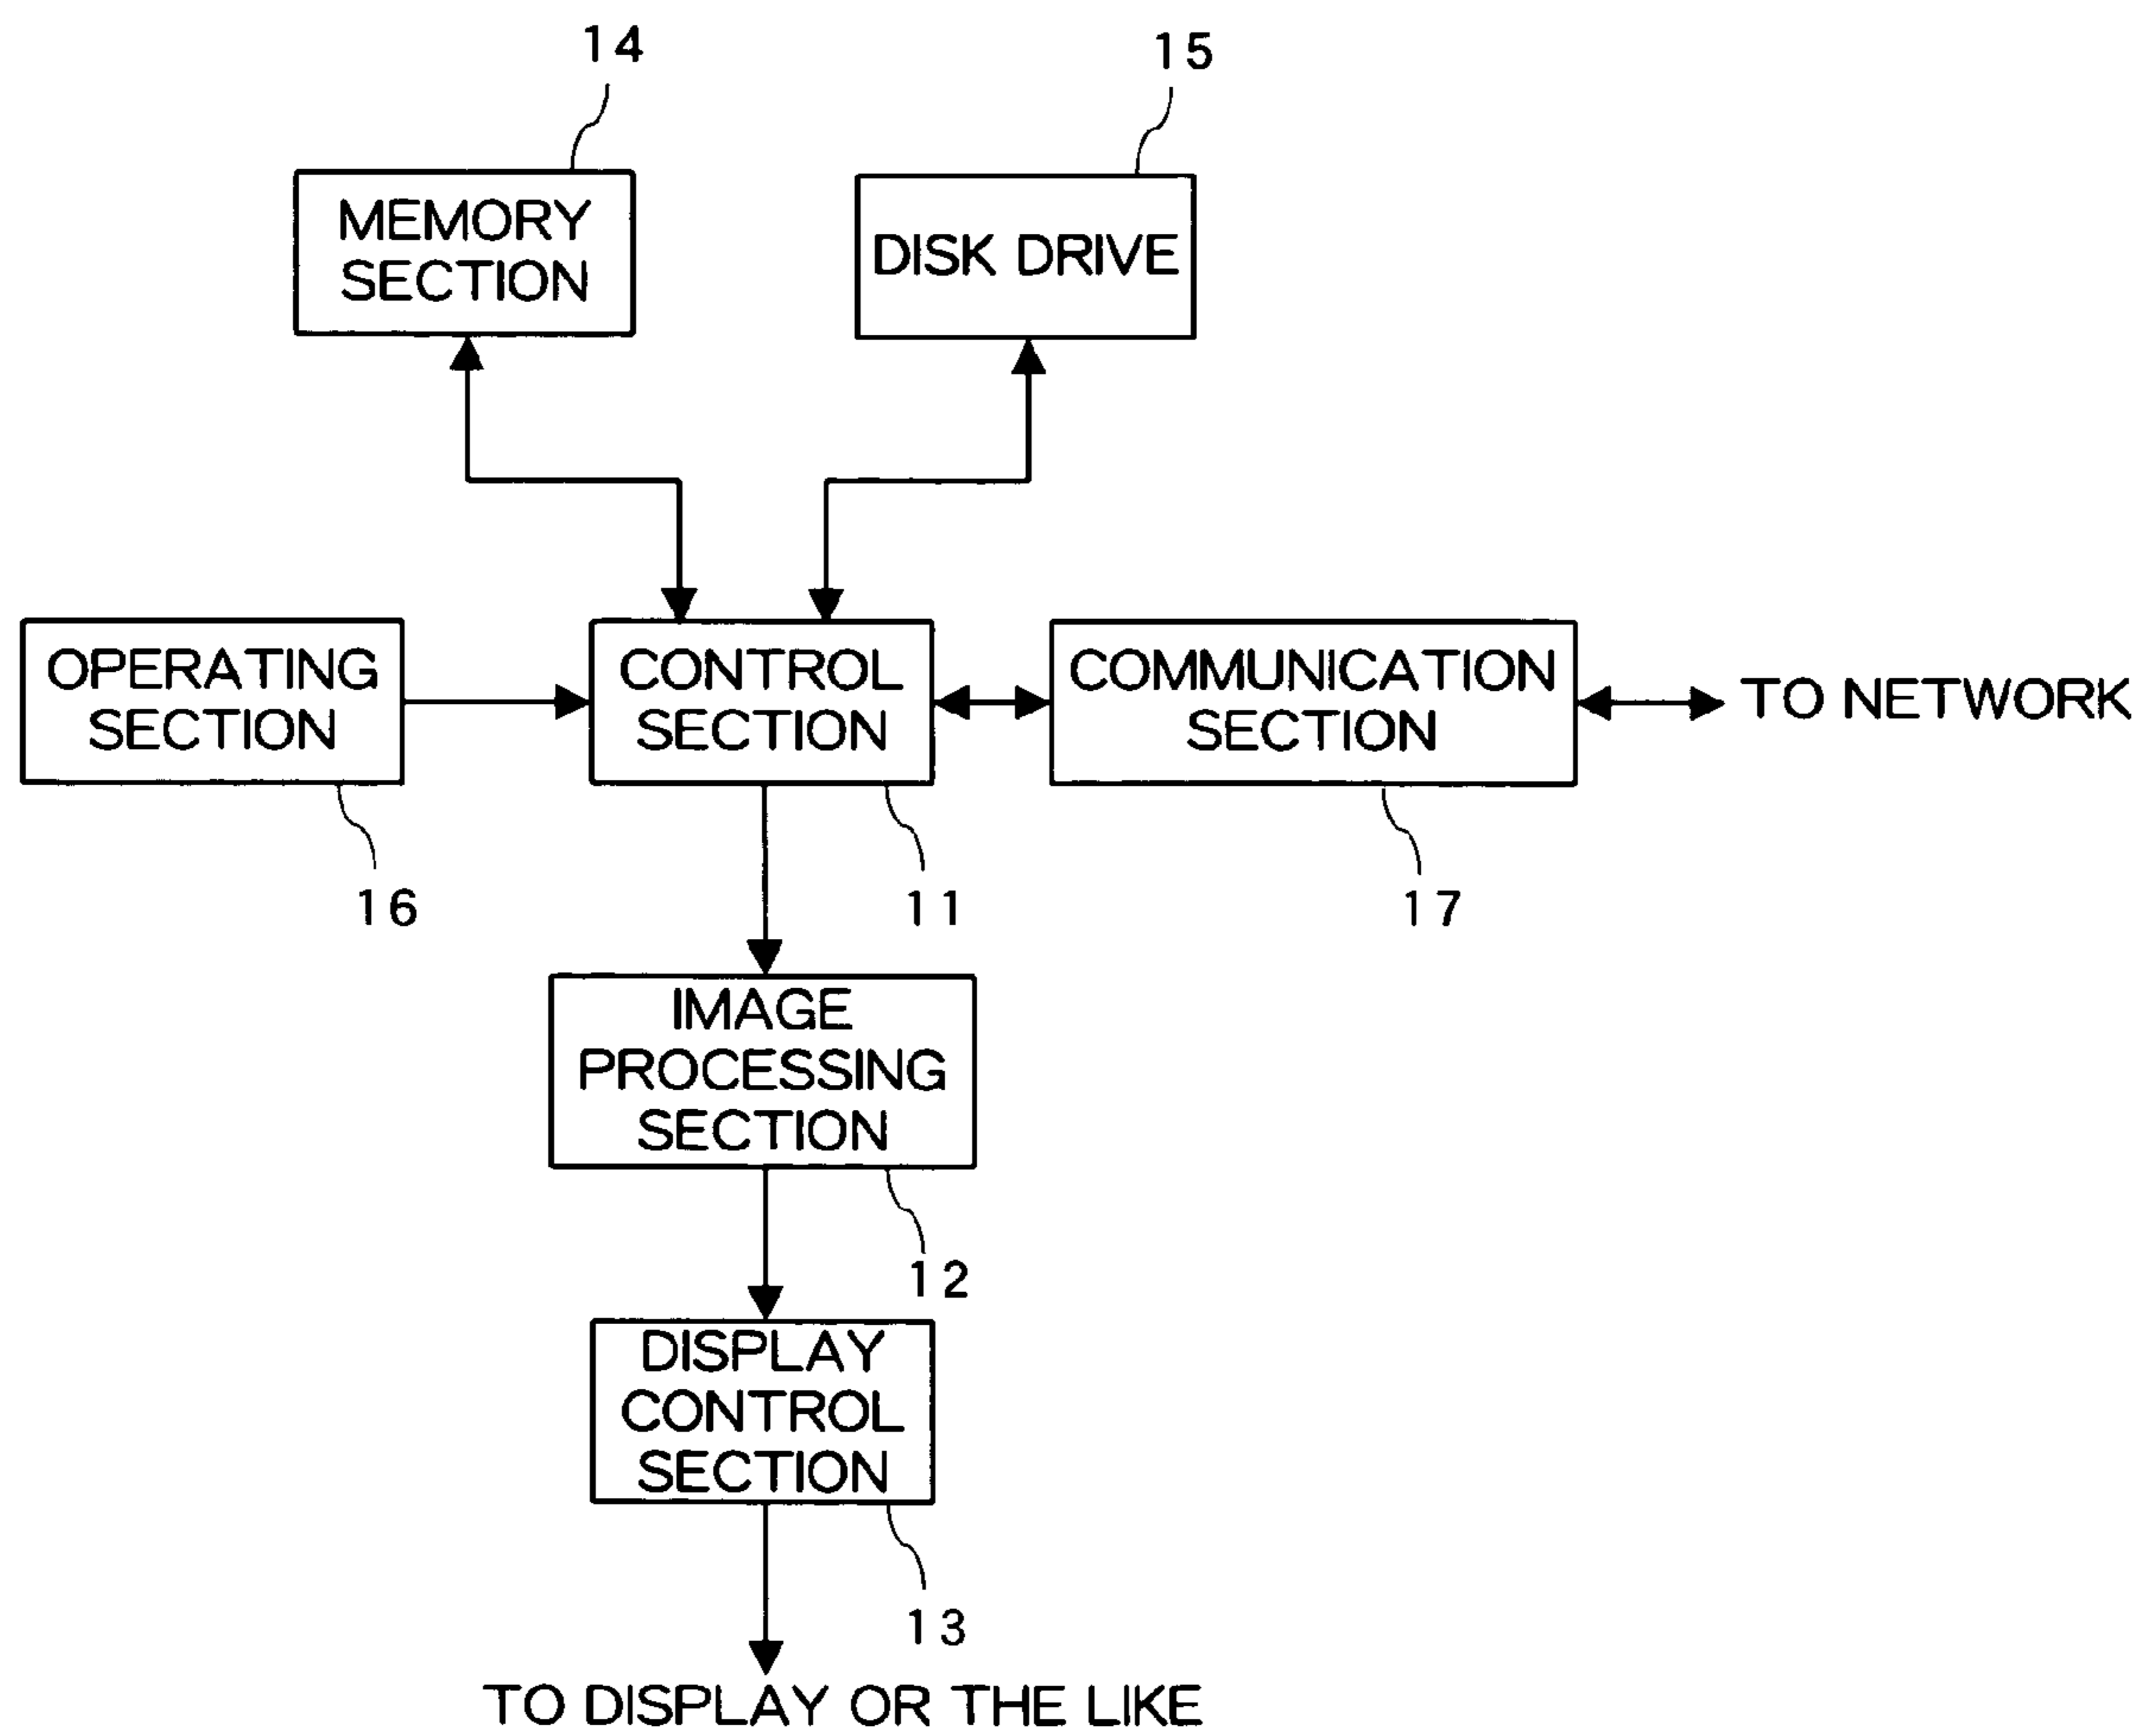 14
15
MEMORY
SECTION
DISK DRIVE
OPERATING
SECTION
CONTROL
SECTION
COMMUNICATION
SECTION
TO NETWORK
16
11
17
IMAGE
PROCESSING
SECTION
12
DISPLAY
CONTROL
SECTION
13
TO DISPLAY OR THE LIKE